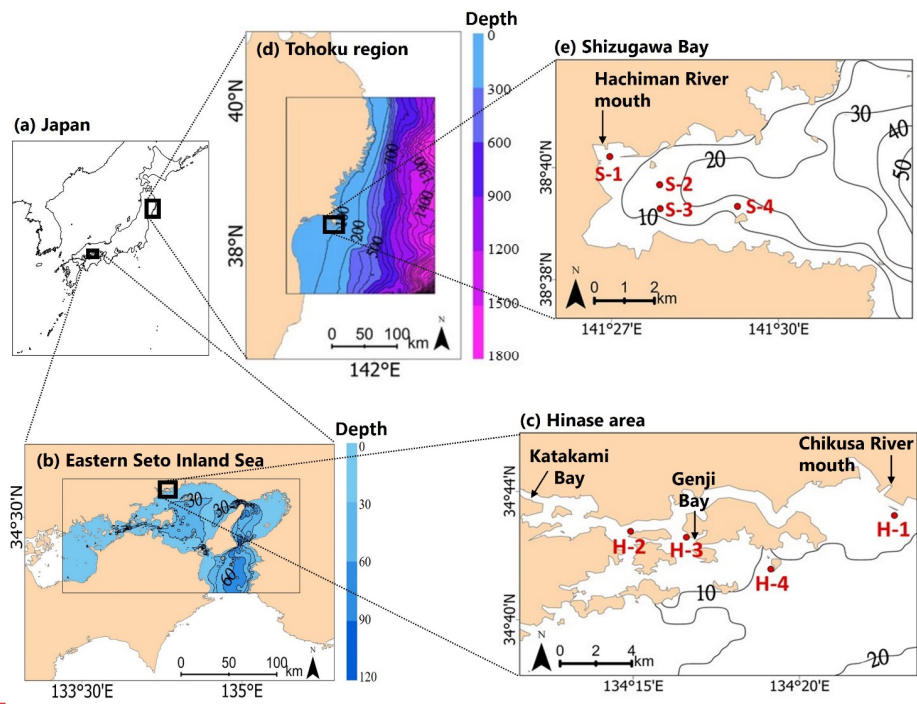 (a) Japan
(d) Tohoku region
Depth
0
300
600
900
1200
1500
1800
40°N
38°N
142°E
700
1300
1400
200
500
0 50 100
km
N
(e) Shizugawa Bay
Hachiman River
mouth
S-1
S-2
S-3
S-4
10
20
30
40
50
38°40'N
38°38'N
141°27'E
141°30'E
N
0 1 2
km
(b) Eastern Seto Inland Sea
Depth
0
30
60
90
120
34°30'N
133°30'E
135°E
30
30
60
0 50 100
km
N
(c) Hinase area
Katakami
Bay
Genji
Bay
Chikusa River
mouth
H-1
H-2
H-3
H-4
10
20
34°44'N
34°40'N
134°15'E
134°20'E
N
0 2 4
km